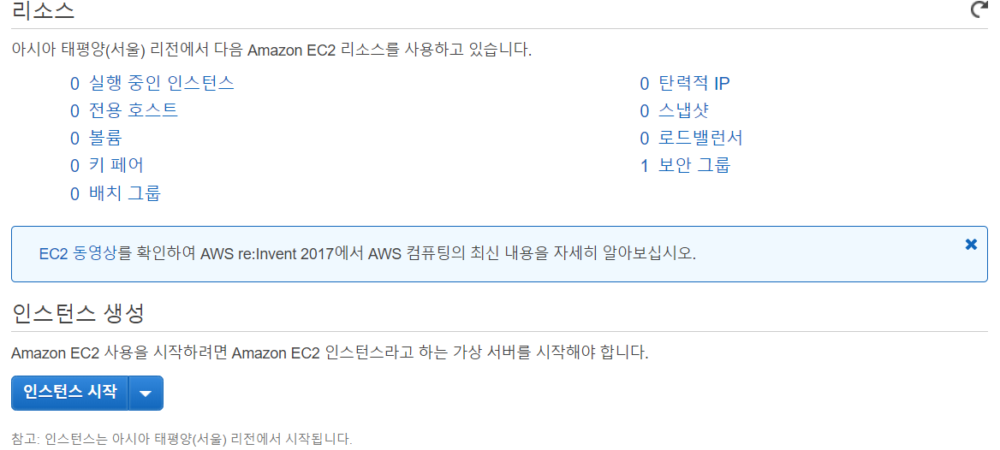 리소스
아시아 태평양(서울) 리전에서 다음 Amazon EC2 리소스를 사용하고 있습니다.
0 실행 중인 인스턴스
0 탄력적 IP
0 전용 호스트
0 스냅샷
0 볼륨
0 로드밸런서
0 키 페어
1 보안 그룹
0 배치 그룹
EC2 동영상를 확인하여 AWS re:Invent 2017에서 AWS 컴퓨팅의 최신 내용을 자세히 알아보십시오.
인스턴스 생성
Amazon EC2 사용을 시작하려면 Amazon EC2 인스턴스라고 하는 가상 서버를 시작해야 합니다.
인스턴스 시작
참고: 인스턴스는 아시아 태평양(서울) 리전에서 시작됩니다.